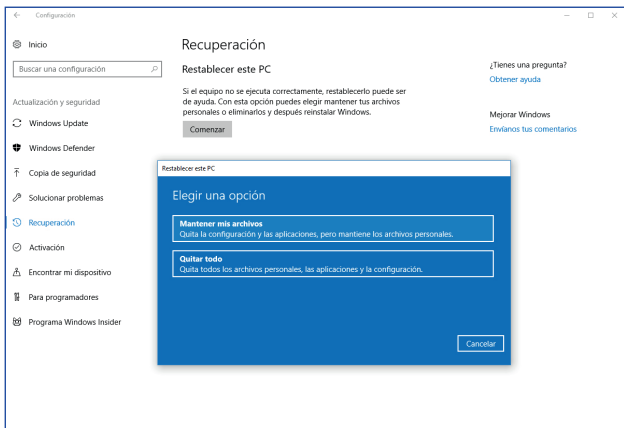 Configuración
Inicio
Buscar una configuración
Actualización y seguridad
Windows Update
Windows Defender
Copia de seguridad
Solucionar problemas
Recuperación
Activación
Encontrar mi dispositivo
Para programadores
Programa Windows Insider
Recuperación
Restablecer este PC
Si el equipo no se ejecuta correctamente, restablecerlo puede ser
de ayuda. Con esta opción puedes elegir mantener tus archivos
personales o eliminarlos y después reinstalar Windows.
Comenzar
¿Tienes una pregunta?
Obtener ayuda
Mejorar Windows
Envíanos tus comentarios
Restablecer este PC
Elegir una opción
Mantener mis archivos
Quita la configuración y las aplicaciones, pero mantiene los archivos personales.
Quitar todo
Quita todos los archivos personales, las aplicaciones y la configuración.
Cancelar